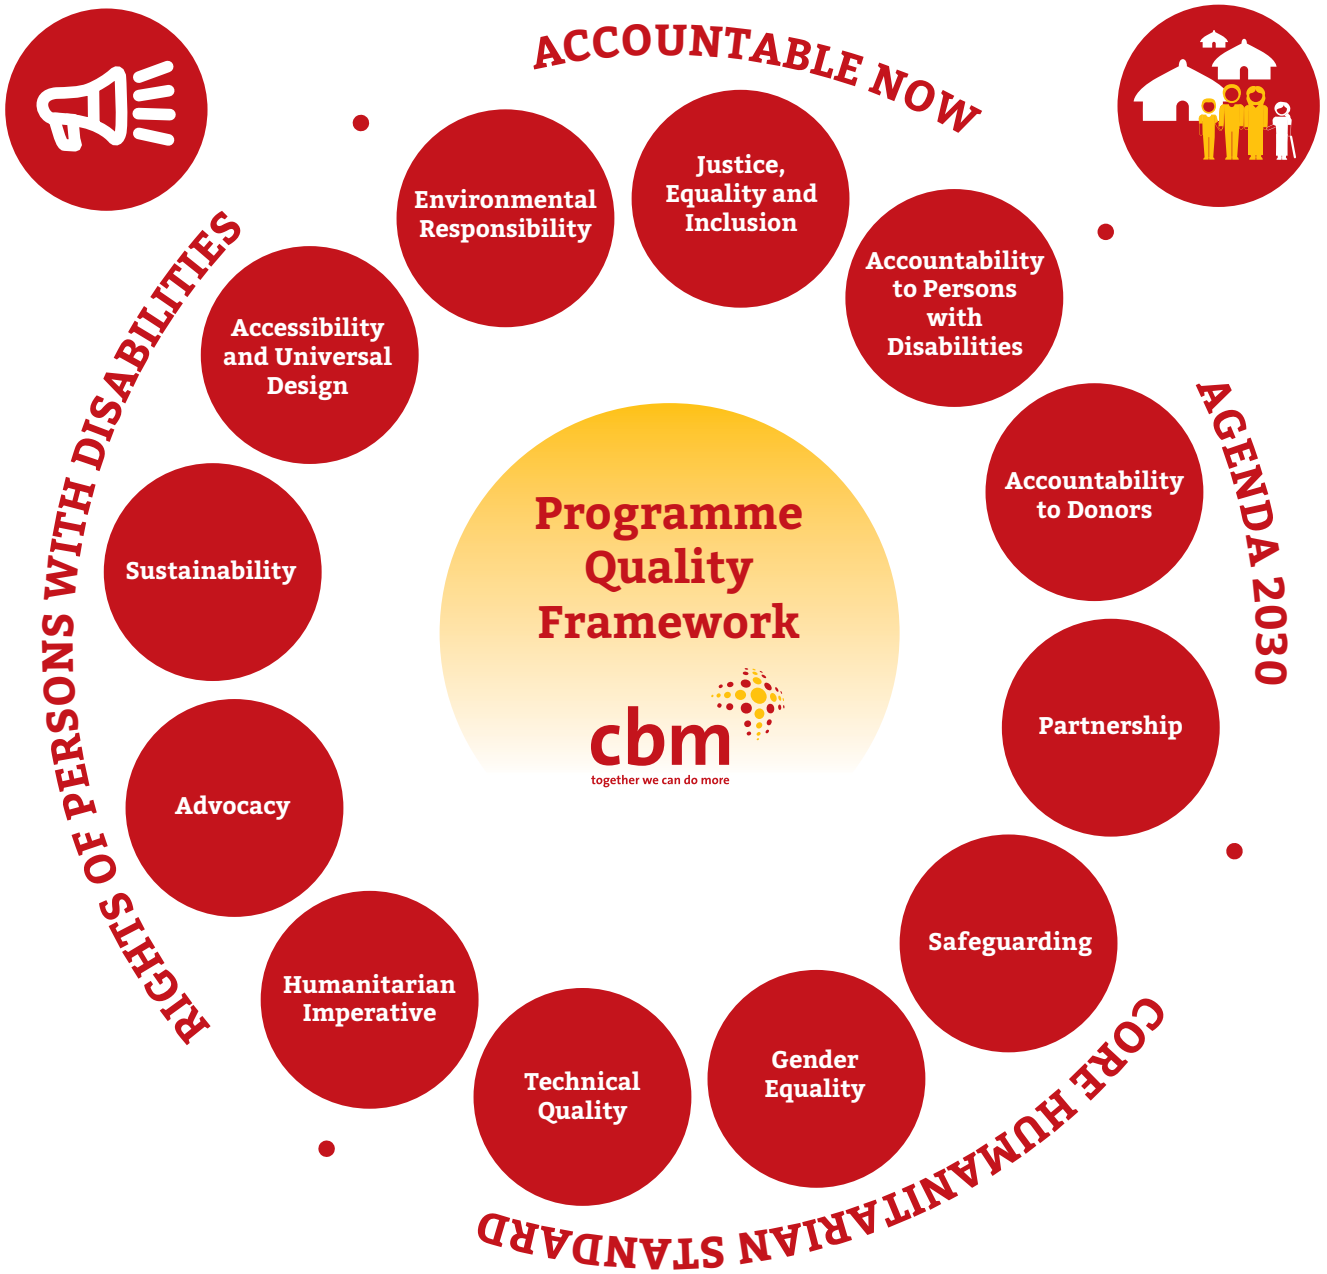 ACCOUNTABLE NOW
Justice,
Equality and
Inclusion
Accountability
to Persons
with
Disabilities
AGENDA 2030
Accountability
to Donors
Partnership
Safeguarding
CORE HUMANITARIAN STANDARD
Gender
Equality
Technical
Quality
Humanitarian
Imperative
RIGHTS OF PERSONS WITH DISABILITIES
Advocacy
Sustainability
Accessibility
and Universal
Design
Environmental
Responsibility
Programme
Quality
Framework
cbm
together we can do more